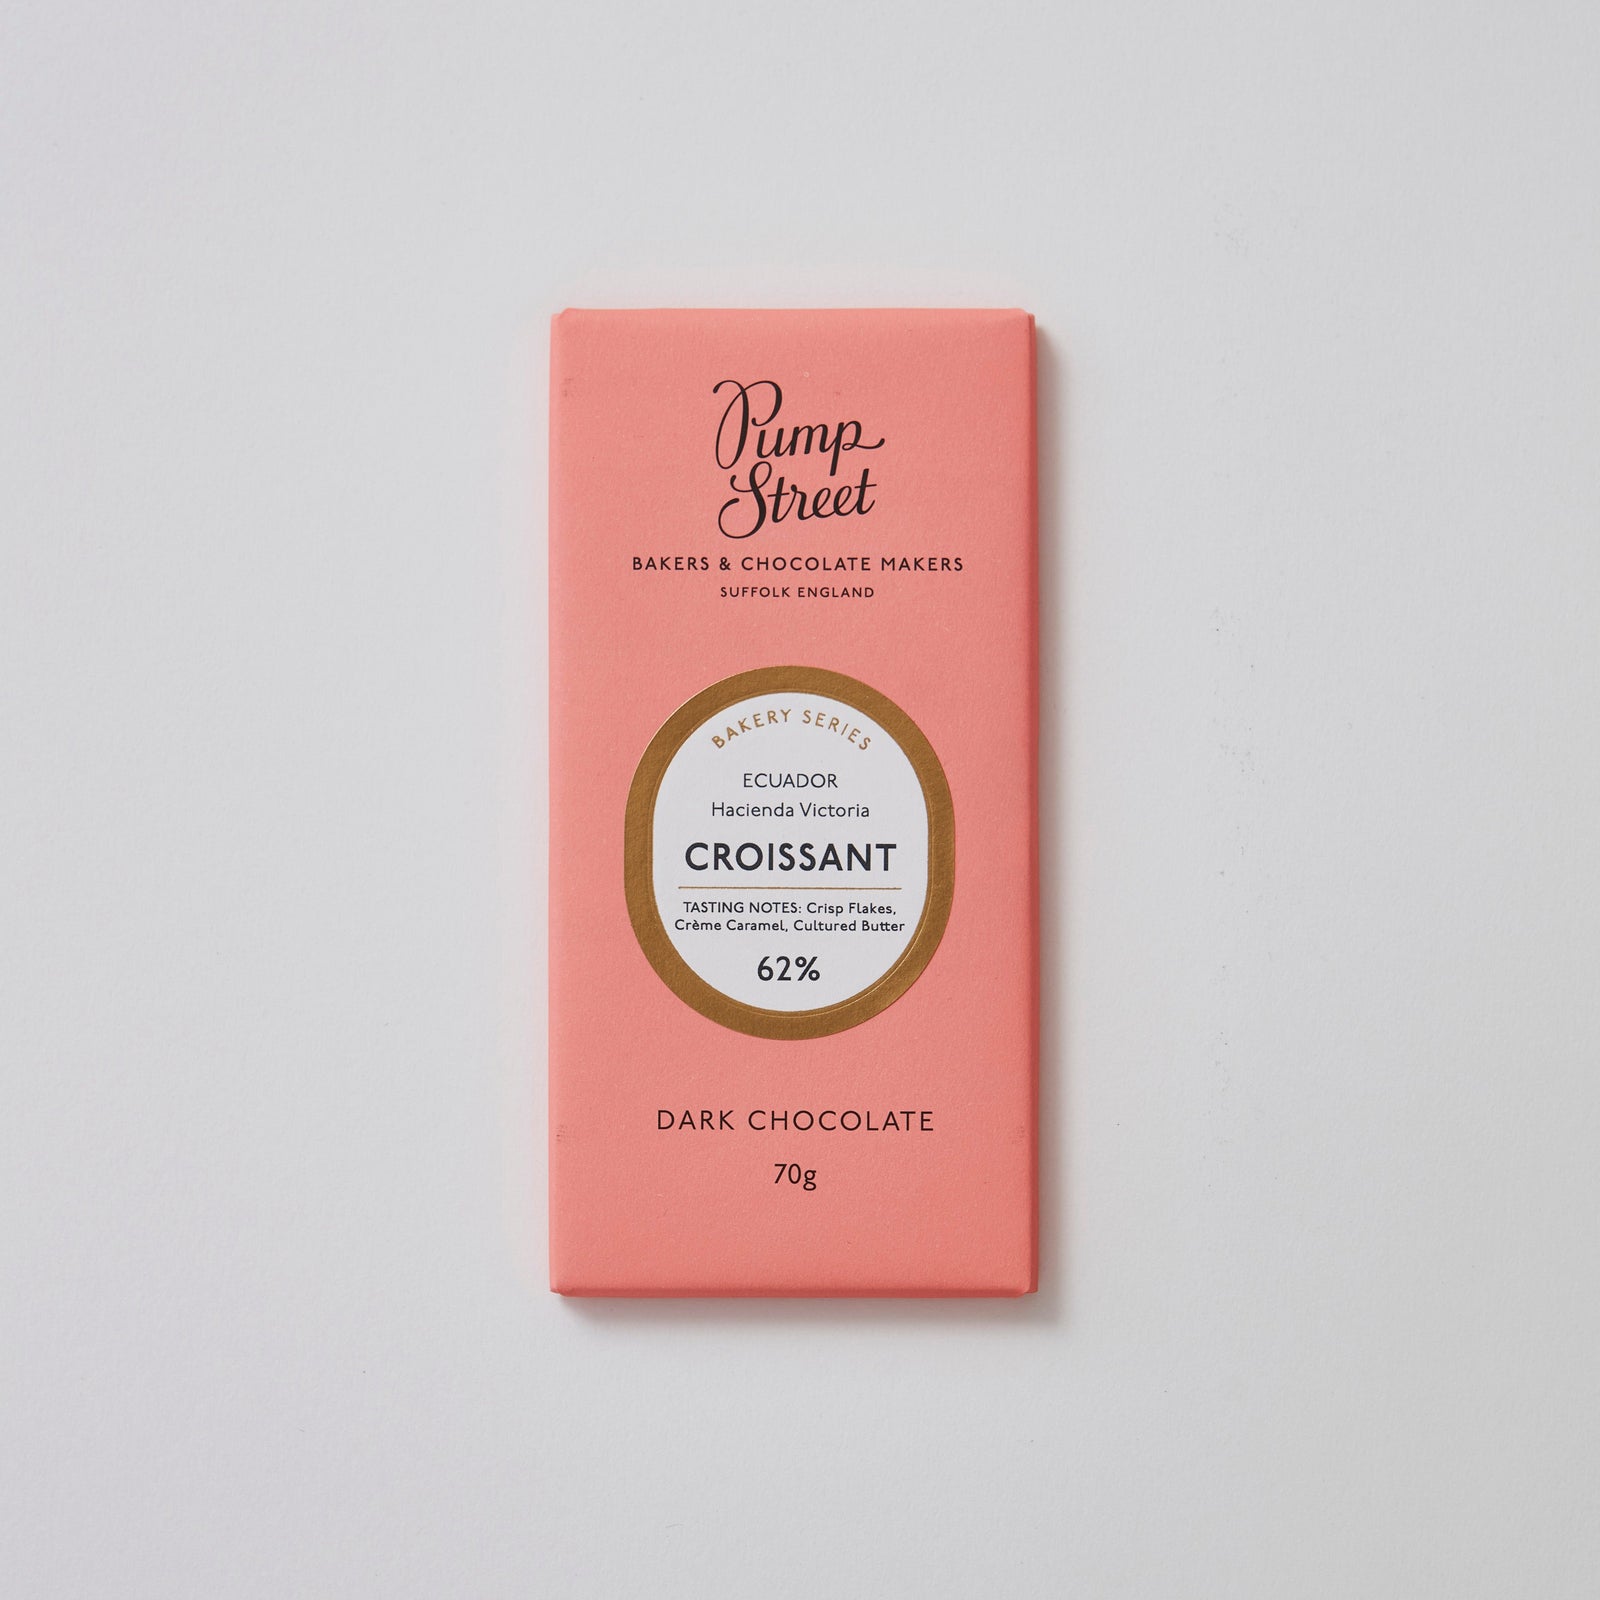 Pump
Street
BAKERS & CHOCOLATE MAKERS
SUFFOLK ENGLAND
BAKERY SERIES
ECUADOR
Hacienda Victoria
CROISSANT
TASTING NOTES: Crisp Flakes,
Crème Caramel, Cultured Butter
62%
DARK CHOCOLATE
70g